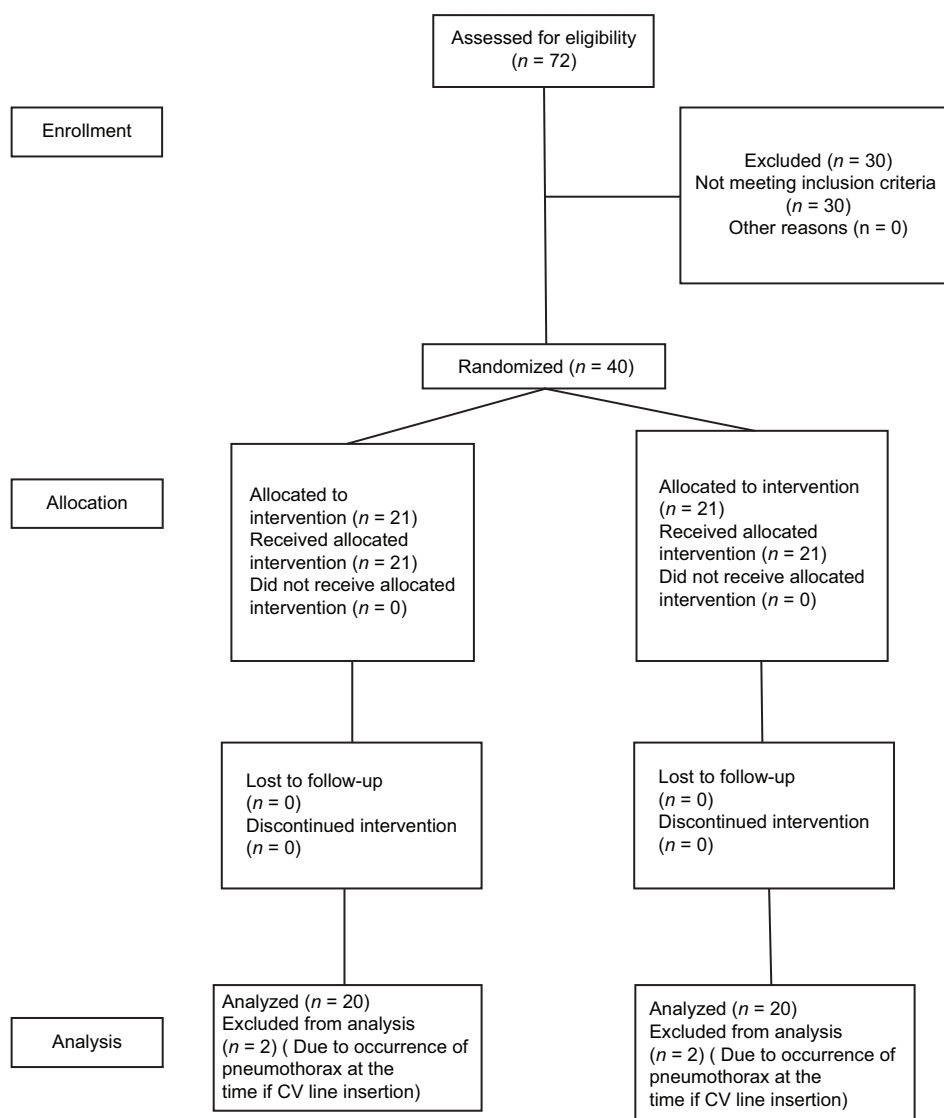 Assessed for eligibility
(n = 72)
Enrollment
Excluded (n = 30)
Not meeting inclusion criteria
(n = 30)
Other reasons (n = 0)
Randomized (n = 40)
Allocation
Allocated to
intervention (n = 21)
Received allocated
intervention (n = 21)
Did not receive allocated
intervention (n = 0)
Allocated to intervention
(n = 21)
Received allocated
intervention (n = 21)
Did not receive allocated
intervention (n = 0)
Lost to follow-up
(n = 0)
Discontinued intervention
(n = 0)
Lost to follow-up
(n = 0)
Discontinued intervention
(n = 0)
Analysis
Analyzed (n = 20)
Excluded from analysis
(n = 2) ( Due to occurrence of
pneumothorax at the
time if CV line insertion)
Analyzed (n = 20)
Excluded from analysis
(n = 2) ( Due to occurrence of
pneumothorax at the
time if CV line insertion)